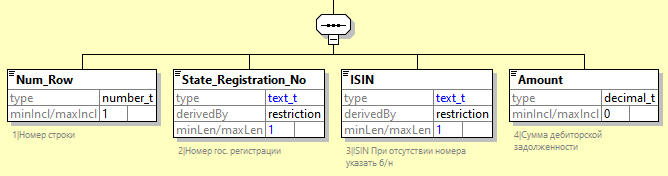 Num_Row
type number_t
minIncl/maxIncl 1
1|Номер строки
State_Registration_No
type text_t
derivedBy restriction
minLen/maxLen 1
2|Номер гос. регистрации
ISIN
type text_t
derivedBy restriction
minLen/maxLen 1
3|ISIN При отсутствии номера
указать б/н
Amount
type decimal_t
minIncl/maxIncl 0
4|Сумма дебиторской
задолженности